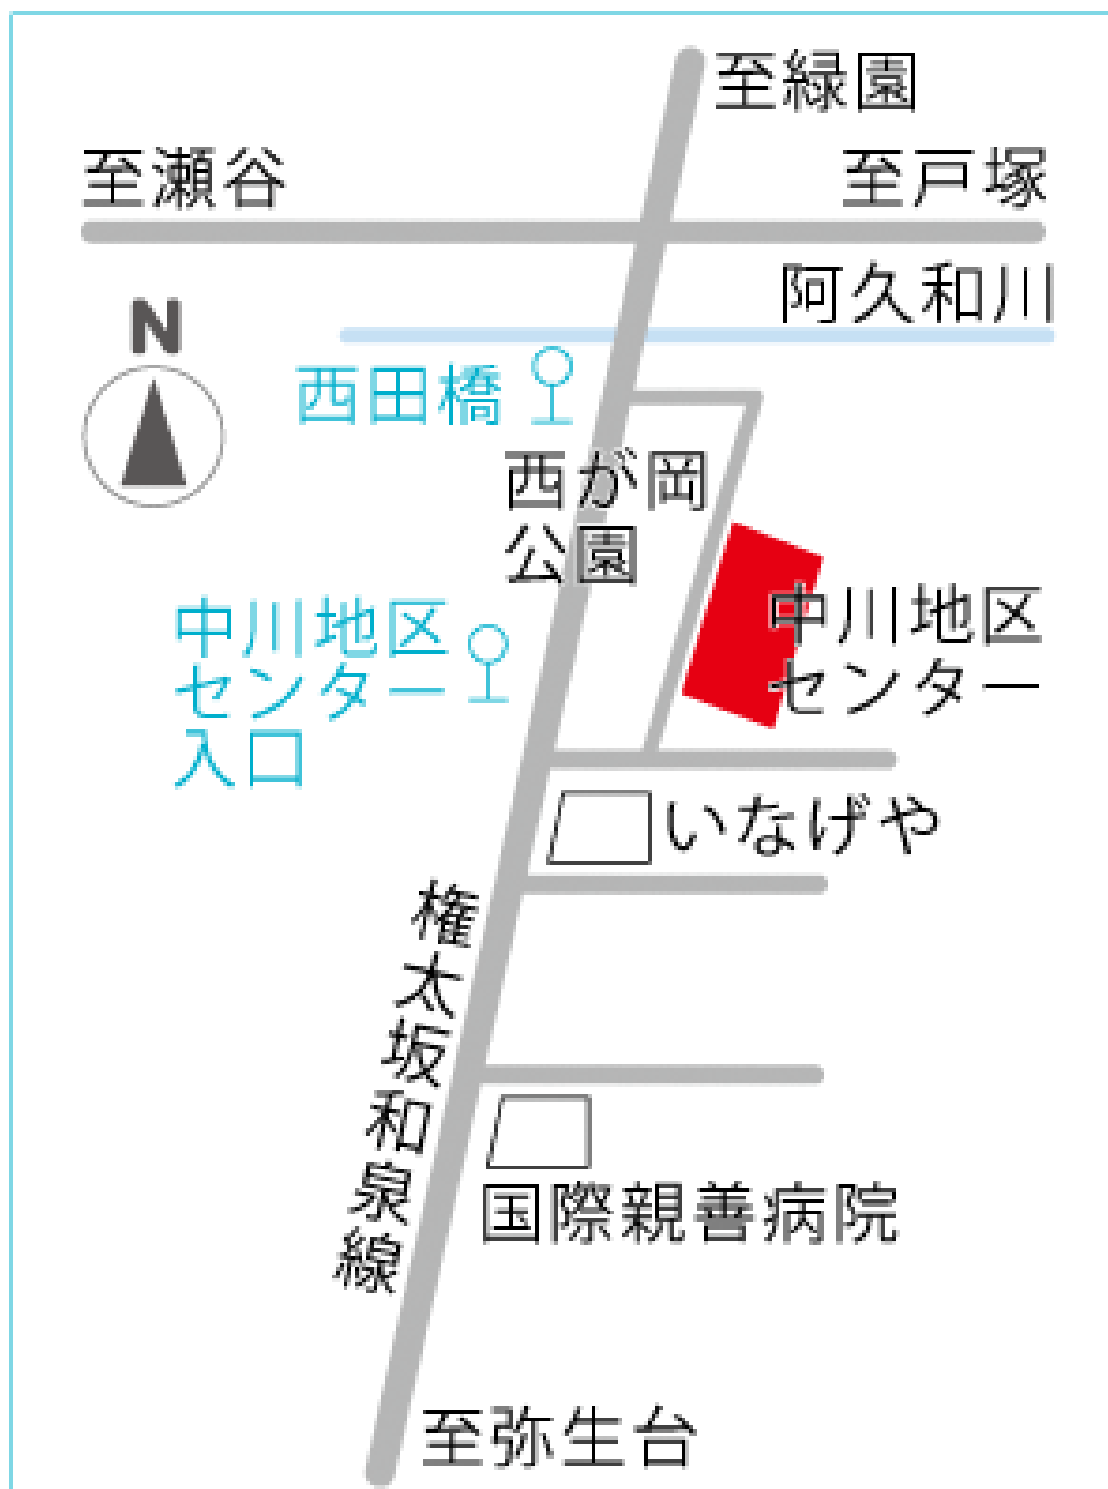 至緑園
至瀬谷
至戸塚
阿久和川
N
西田橋
西が岡
公園
中川地区
センター
入口
中川地区
センター
いなげや
権太坂和泉線
国際親善病院
至弥生台